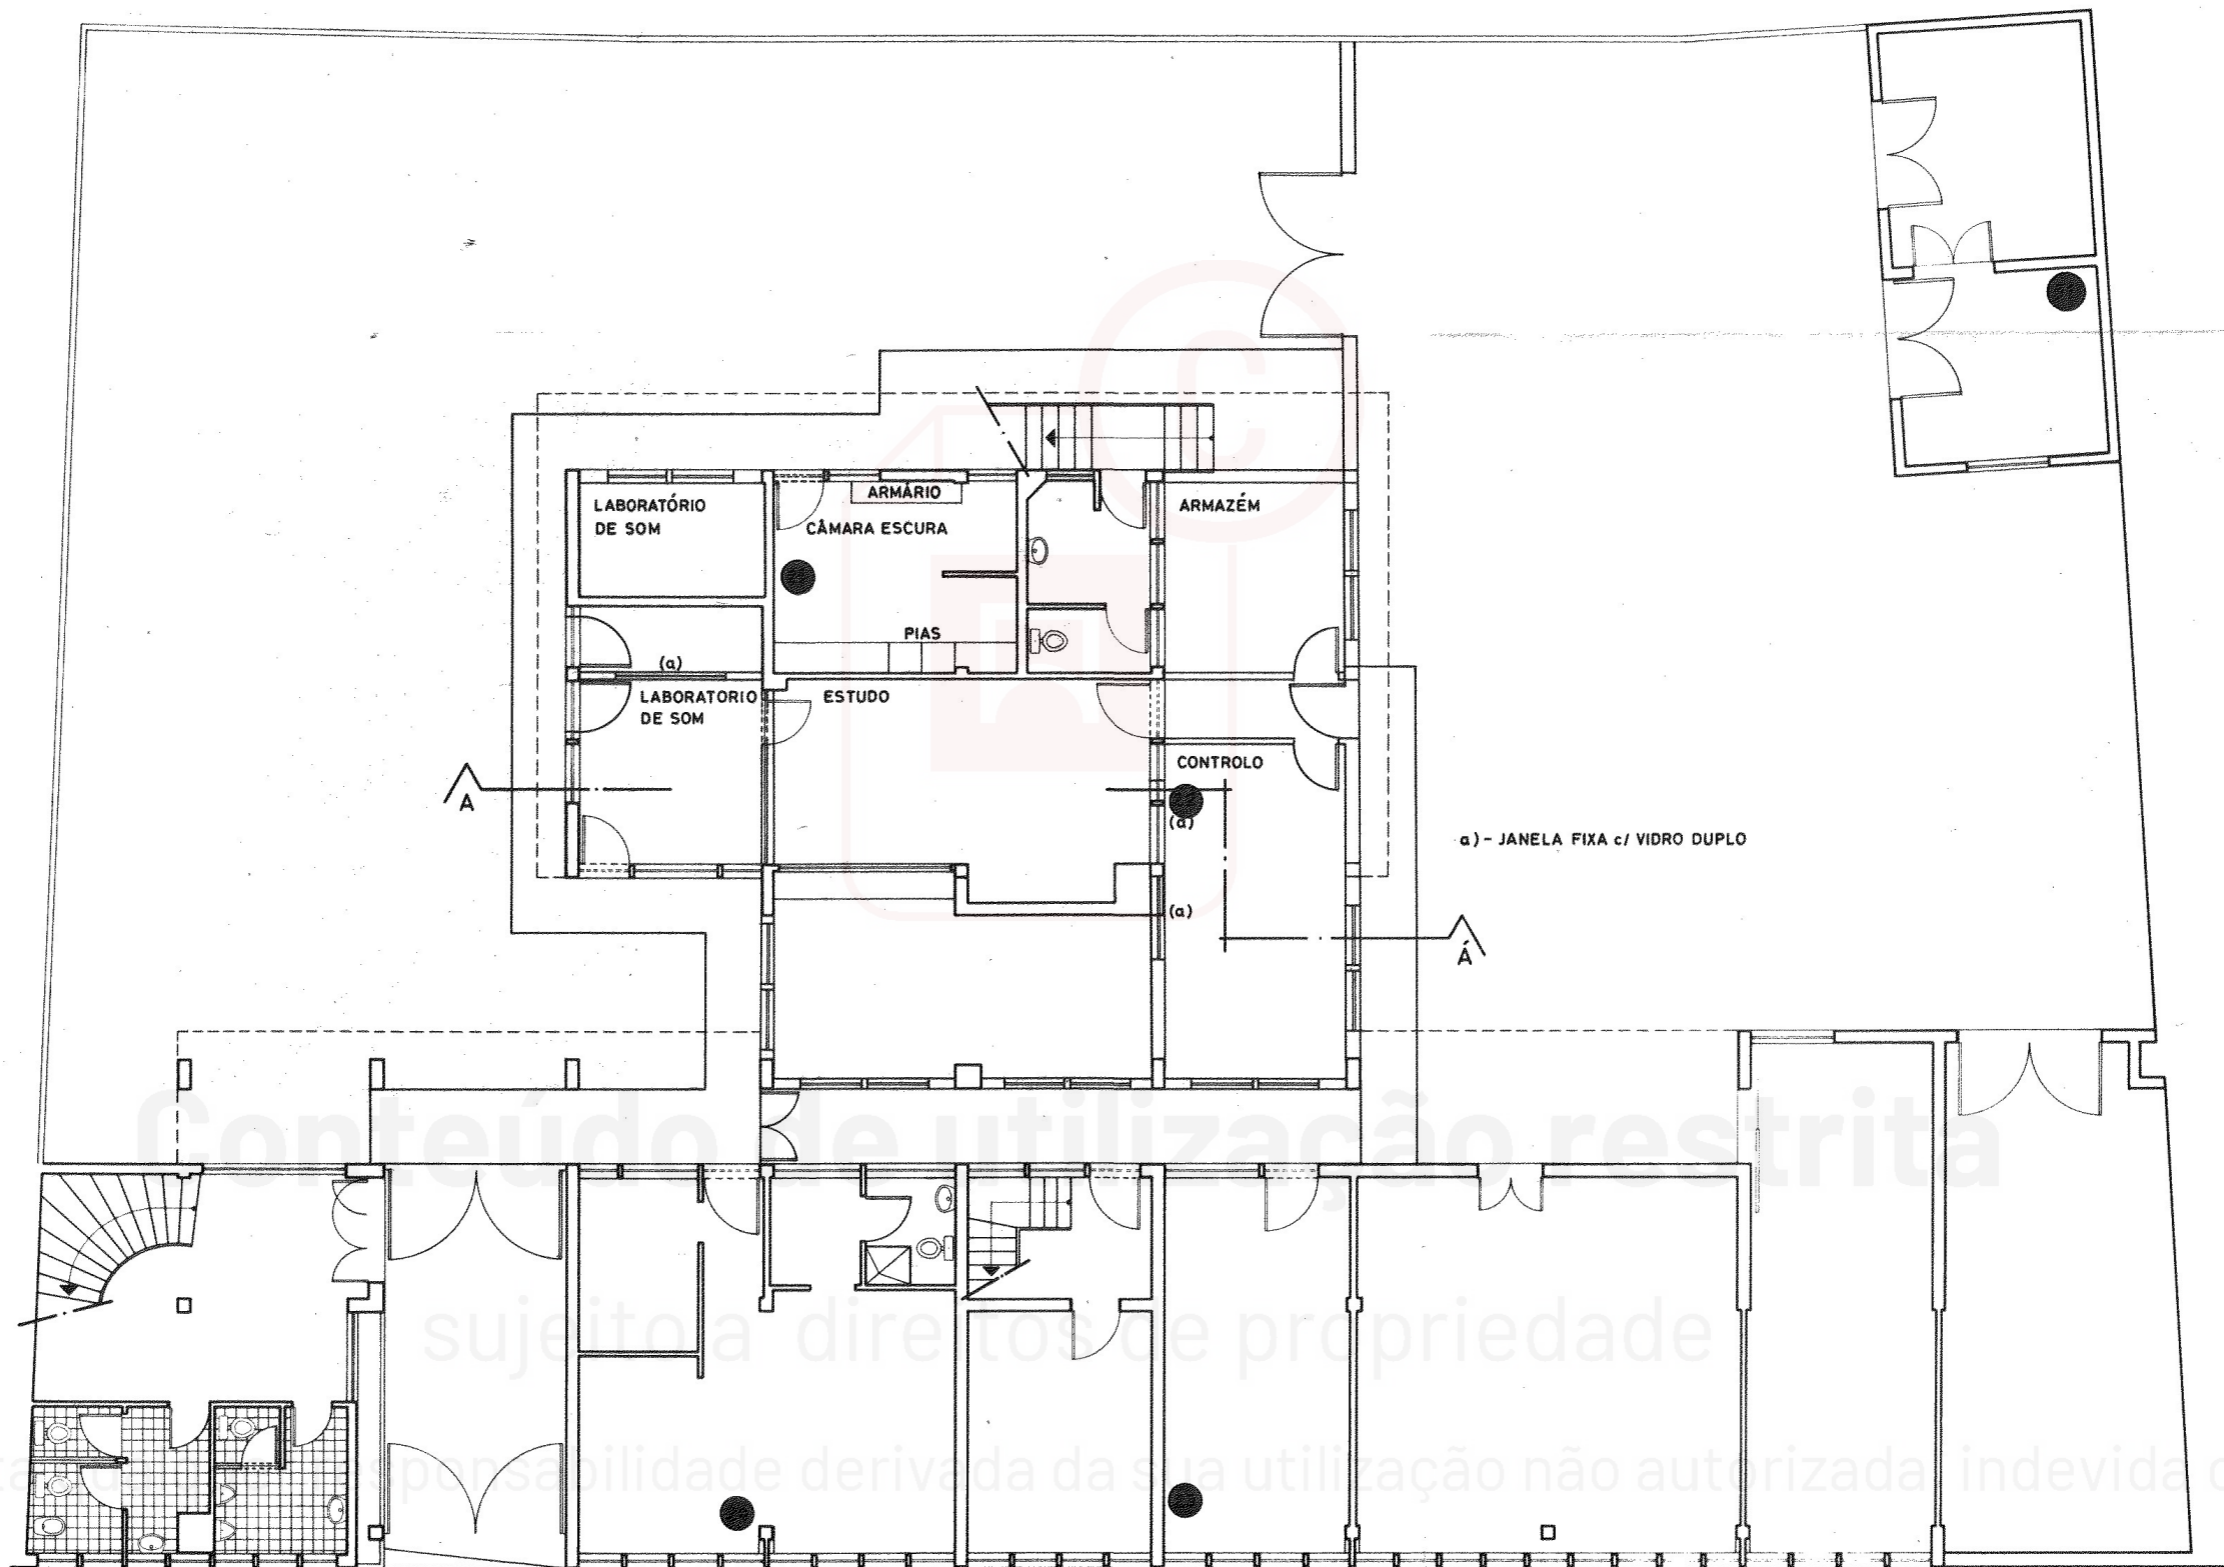 LABORATÓRIO
DE SOM
ARMÁRIO
CÂMARA ESCURA
ARMAZÉM
PIAS
(a)
LABORATORIO
DE SOM
ESTUDO
CONTROLO
A
(a)
a) - JANELA FIXA c/ VIDRO DUPLO
(a)
Á
Conteúdo de utilização restrita
sujeito a direitos de propriedade
responsabilidade derivada da sua utilização não autorizada, indevida